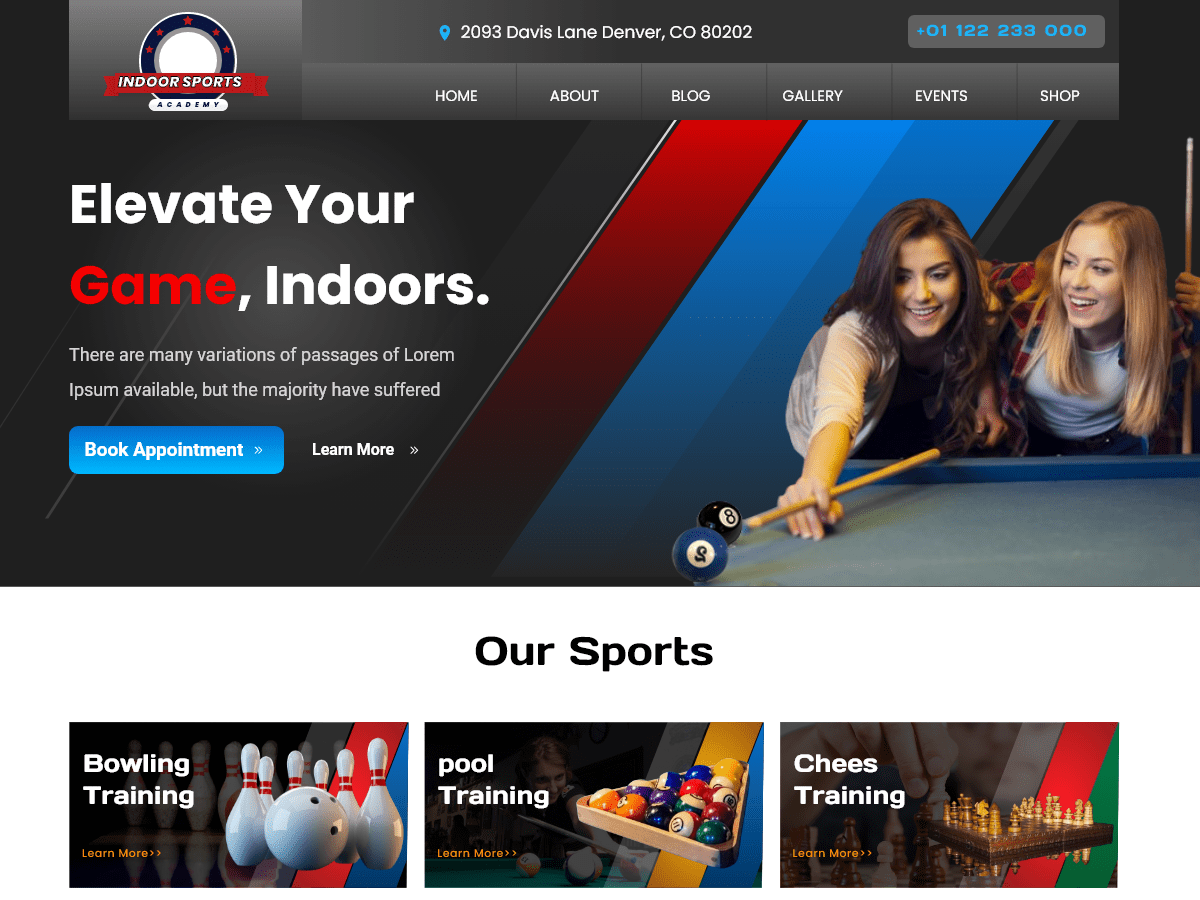 INDOOR SPORTS
ACADEMY
2093 Davis Lane Denver, CO 80202
+01 122 233 000
HOME ABOUT BLOG GALLERY EVENTS SHOP
Elevate Your
Game, Indoors.
There are many variations of passages of Lorem
Ipsum available, but the majority have suffered
Book Appointment »
Learn More »
8
2
Our Sports
Bowling
Training
Learn More>>
pool
Training
Learn More>>
Chees
Training
Learn More>>